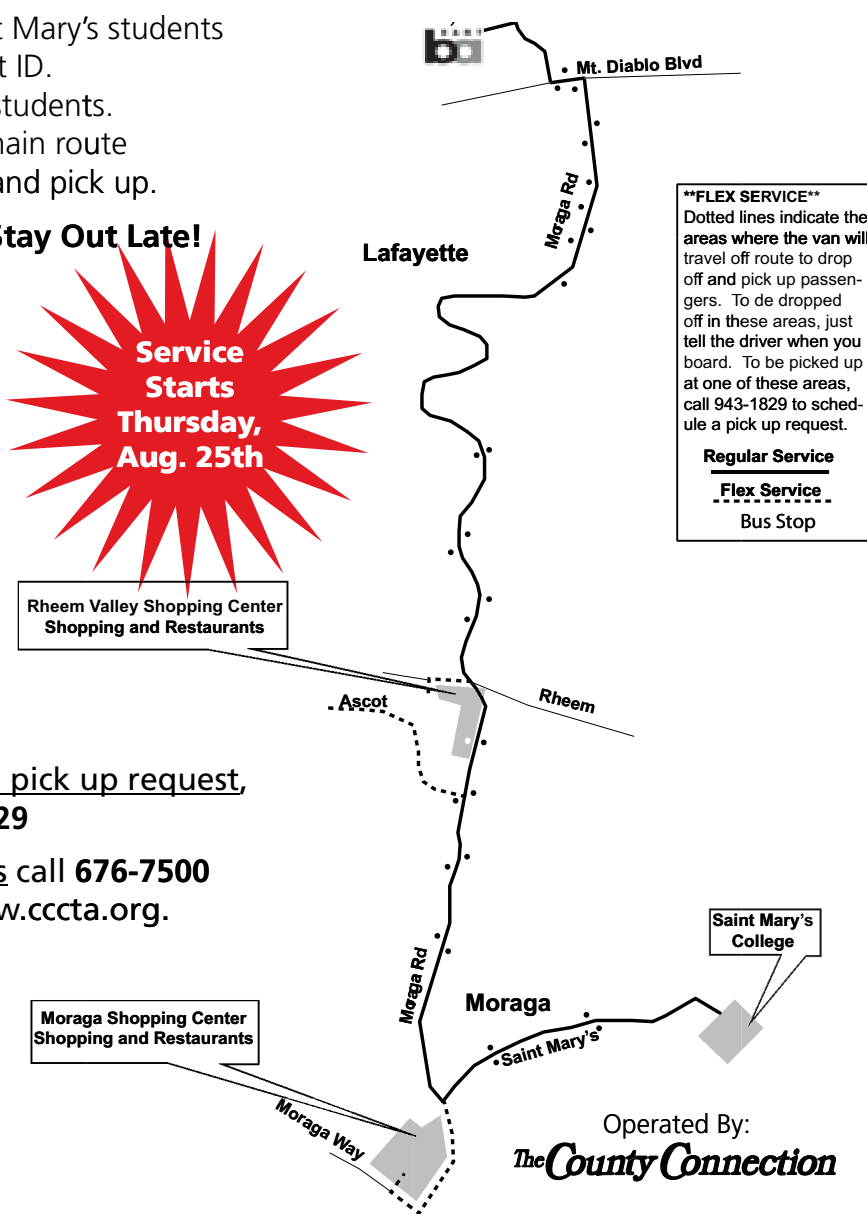 t Mary's students
t ID.
students.
nain route
and pick up.
Stay Out Late!
Service
Starts
Thursday,
Aug. 25th
BART
ba
Mt. Diablo Blvd
Moraga Rd
Lafayette
**FLEX SERVICE**
Dotted lines indicate the
areas where the van will
travel off route to drop
off and pick up passen-
gers. To de dropped
off in these areas, just
tell the driver when you
board. To be picked up
at one of these areas,
call 943-1829 to sched-
ule a pick up request.
Regular Service
Flex Service
Bus Stop
Rheem Valley Shopping Center
Shopping and Restaurants
Ascot
Rheem
pick up request,
29
s call 676-7500
w.cccta.org.
Saint Mary's
College
Moraga Rd
Moraga
Saint Mary's
Moraga Shopping Center
Shopping and Restaurants
Moraga Way
Operated By:
The County Connection